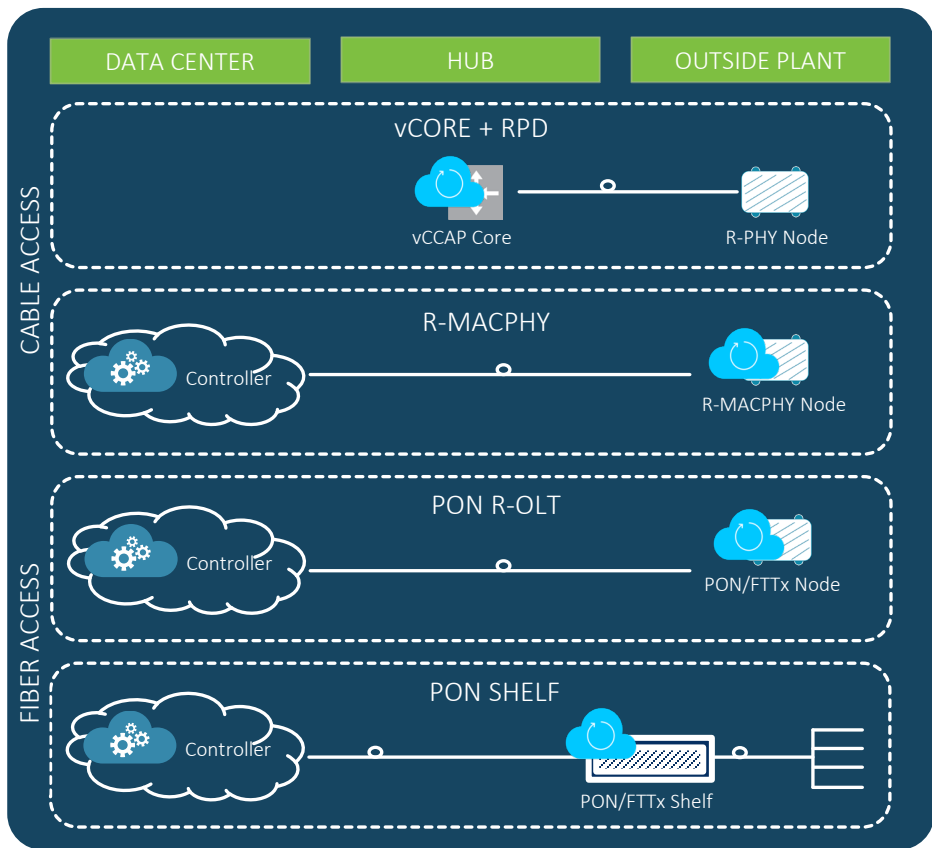 DATA CENTER
HUB
OUTSIDE PLANT
CABLE ACCESS
vCORE + RPD
vCCAP Core
R-PHY Node
R-MACPHY
Controller
R-MACPHY Node
FIBER ACCESS
PON R-OLT
Controller
PON/FTTx Node
PON SHELF
Controller
PON/FTTx Shelf